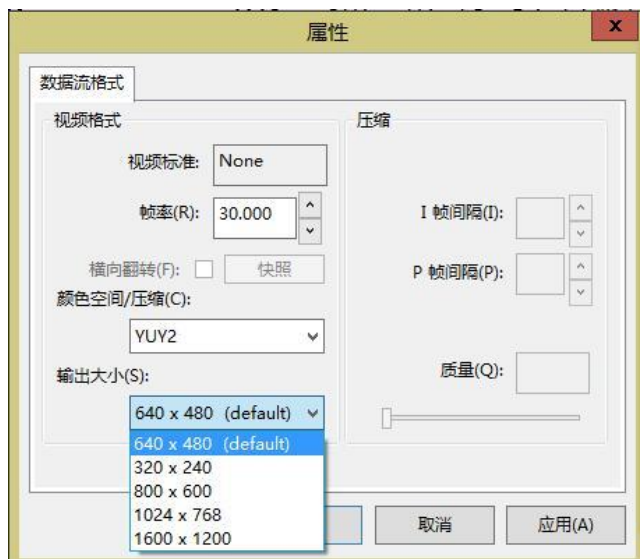 属性
x
数据流格式
视频格式
视频标准: None
帧率(R): 30.000
横向翻转(F): 快照
颜色空间/压缩(C):
YUY2
输出大小(S):
640 x 480 (default)
640 x 480 (default)
320 x 240
800 x 600
1024 x 768
1600 x 1200
压缩
I 帧间隔(I):
P 帧间隔(P):
质量(Q):
取消
应用(A)